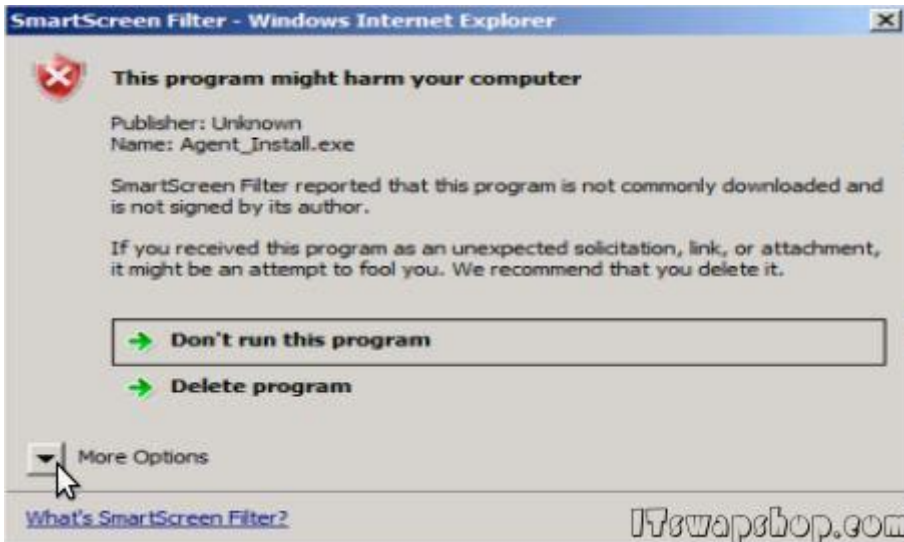 SmartScreen Filter - Windows Internet Explorer
This program might harm your computer
Publisher: Unknown
Name: Agent_Install.exe
SmartScreen Filter reported that this program is not commonly downloaded and
is not signed by its author.
If you received this program as an unexpected solicitation, link, or attachment,
it might be an attempt to fool you. We recommend that you delete it.
Don't run this program
Delete program
More Options
What's SmartScreen Filter?
ITswapshop.com